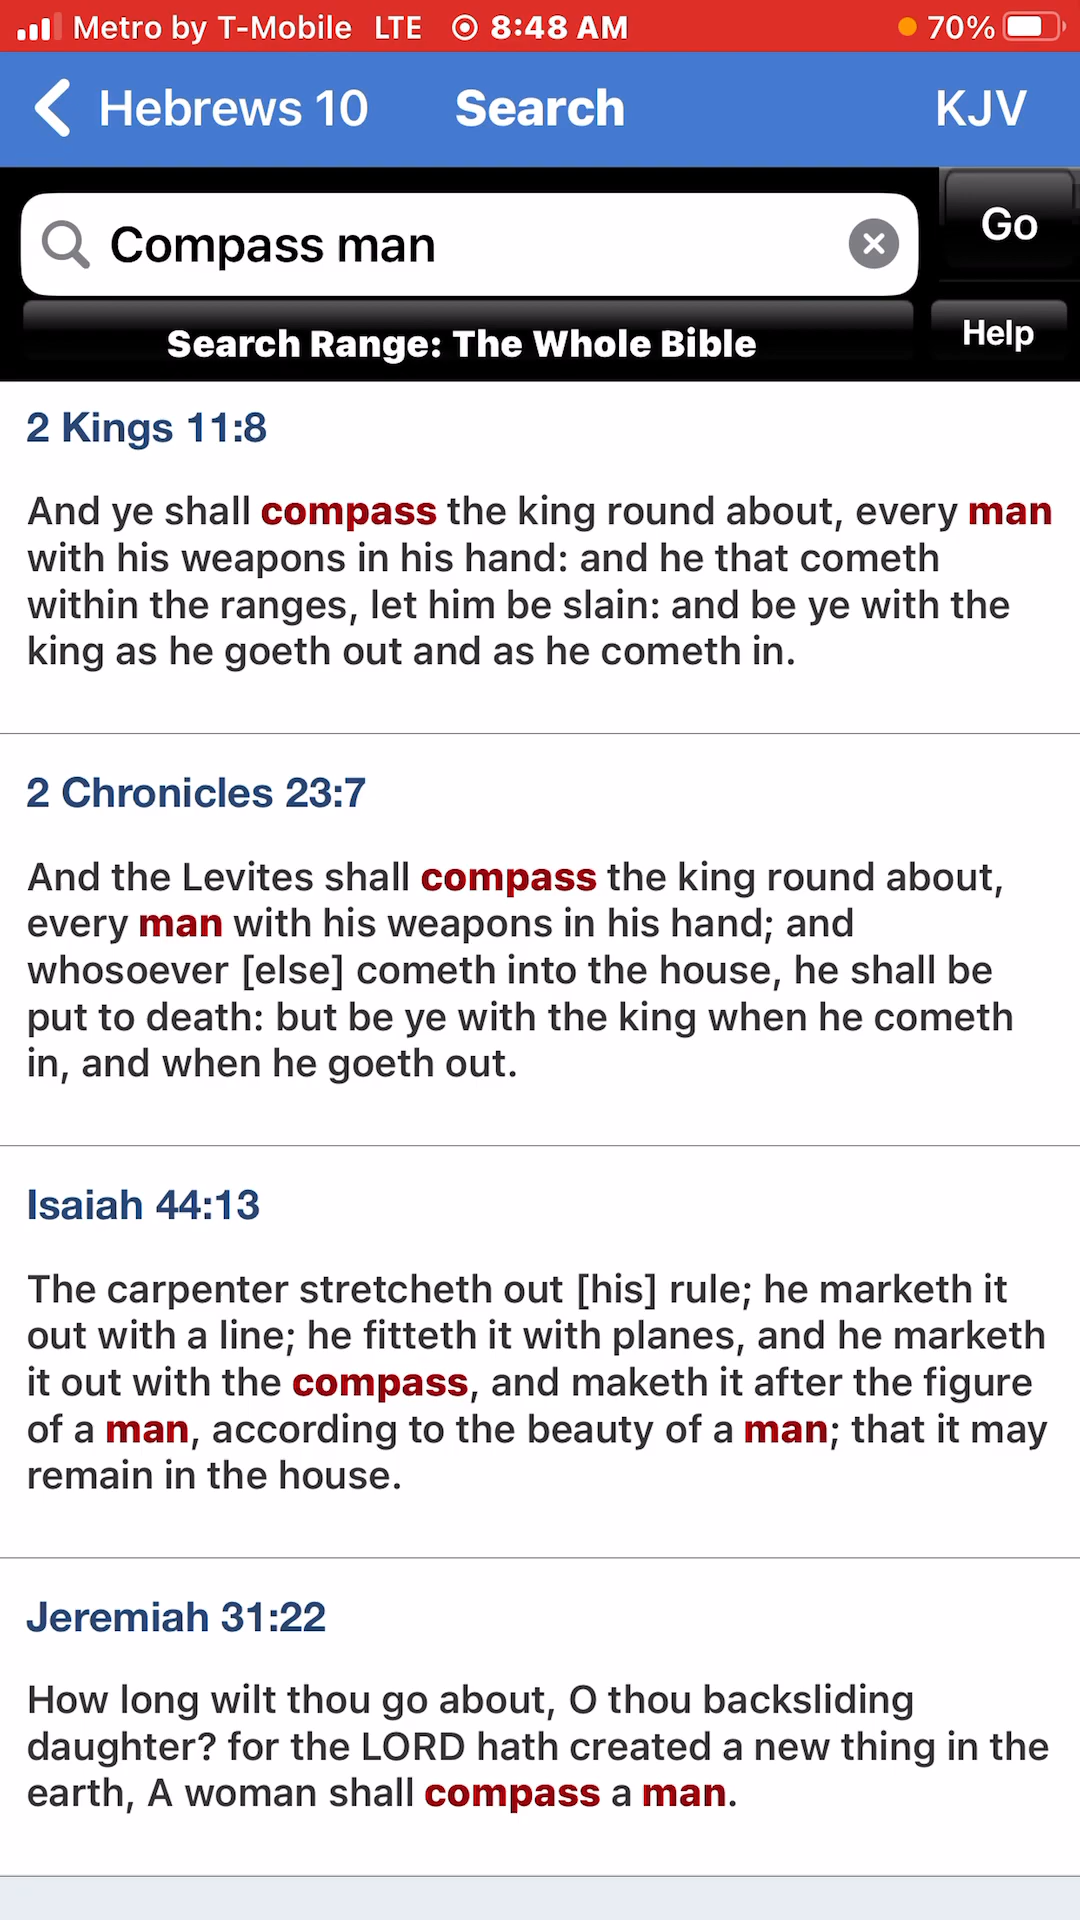 Metro by T-Mobile LTE 8:48 AM 70%
Hebrews 10 Search KJV
Compass man Go
Search Range: The Whole Bible Help
2 Kings 11:8
And ye shall compass the king round about, every man
with his weapons in his hand: and he that cometh
within the ranges, let him be slain: and be ye with the
king as he goeth out and as he cometh in.
2 Chronicles 23:7
And the Levites shall compass the king round about,
every man with his weapons in his hand; and
whosoever [else] cometh into the house, he shall be
put to death: but be ye with the king when he cometh
in, and when he goeth out.
Isaiah 44:13
The carpenter stretcheth out [his] rule; he marketh it
out with a line; he fitteth it with planes, and he marketh
it out with the compass, and maketh it after the figure
of a man, according to the beauty of a man; that it may
remain in the house.
Jeremiah 31:22
How long wilt thou go about, O thou backsliding
daughter? for the LORD hath created a new thing in the
earth, A woman shall compass a man.